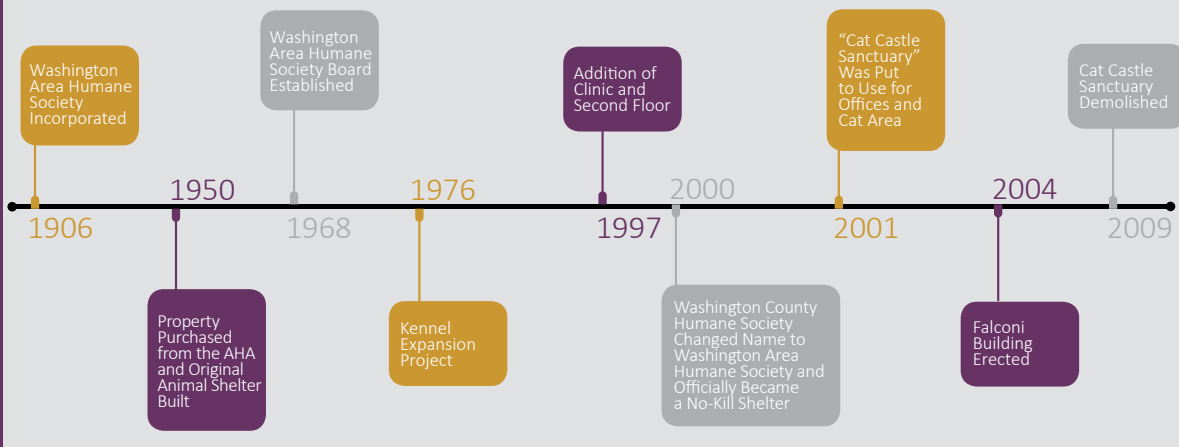 Washington
Area Humane
Society
Incorporated
1906
1950
Property
Purchased
from the AHA
and Original
Animal Shelter
Built
Washington
Area Humane
Society Board
Established
1968
1976
Kennel
Expansion
Project
Addition of
Clinic and
Second Floor
1997
2000
Washington County
Humane Society
Changed Name to
Washington Area
Humane Society and
Officially Became
a No-Kill Shelter
“Cat Castle
Sanctuary”
Was Put
to Use for
Offices and
Cat Area
2001
2004
Falconi
Building
Erected
Cat Castle
Sanctuary
Demolished
2009